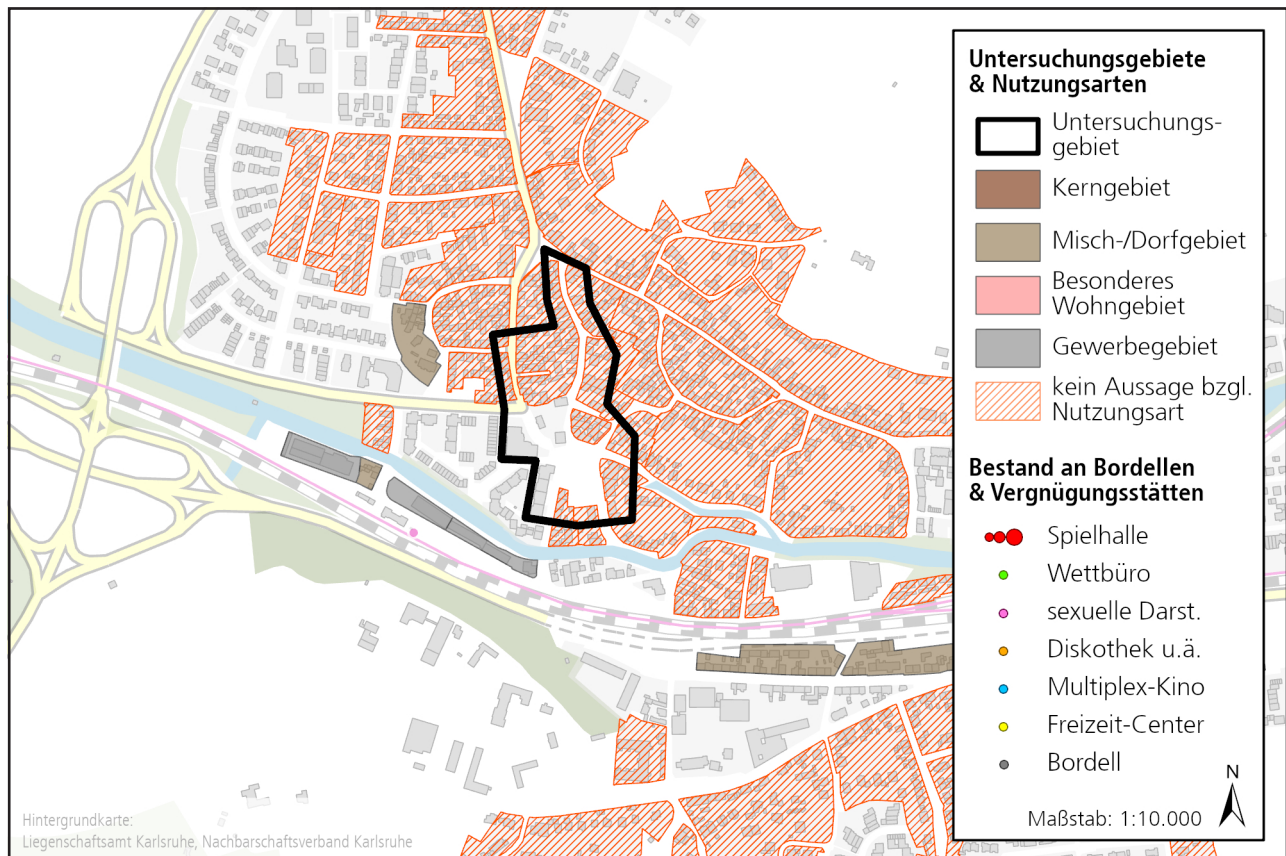 Untersuchungsgebiete
& Nutzungsarten
Untersuchungs-
gebiet
Kerngebiet
Misch-/Dorfgebiet
Besonderes
Wohngebiet
Gewerbegebiet
kein Aussage bzgl.
Nutzungsart
Bestand an Bordellen
& Vergnügungsstätten
Spielhalle
Wettbüro
sexuelle Darst.
Diskothek u.ä.
Multiplex-Kino
Freizeit-Center
Bordell
N
Maßstab: 1:10.000
Hintergrundkarte:
Liegenschaftsamt Karlsruhe, Nachbarschaftsverband Karlsruhe